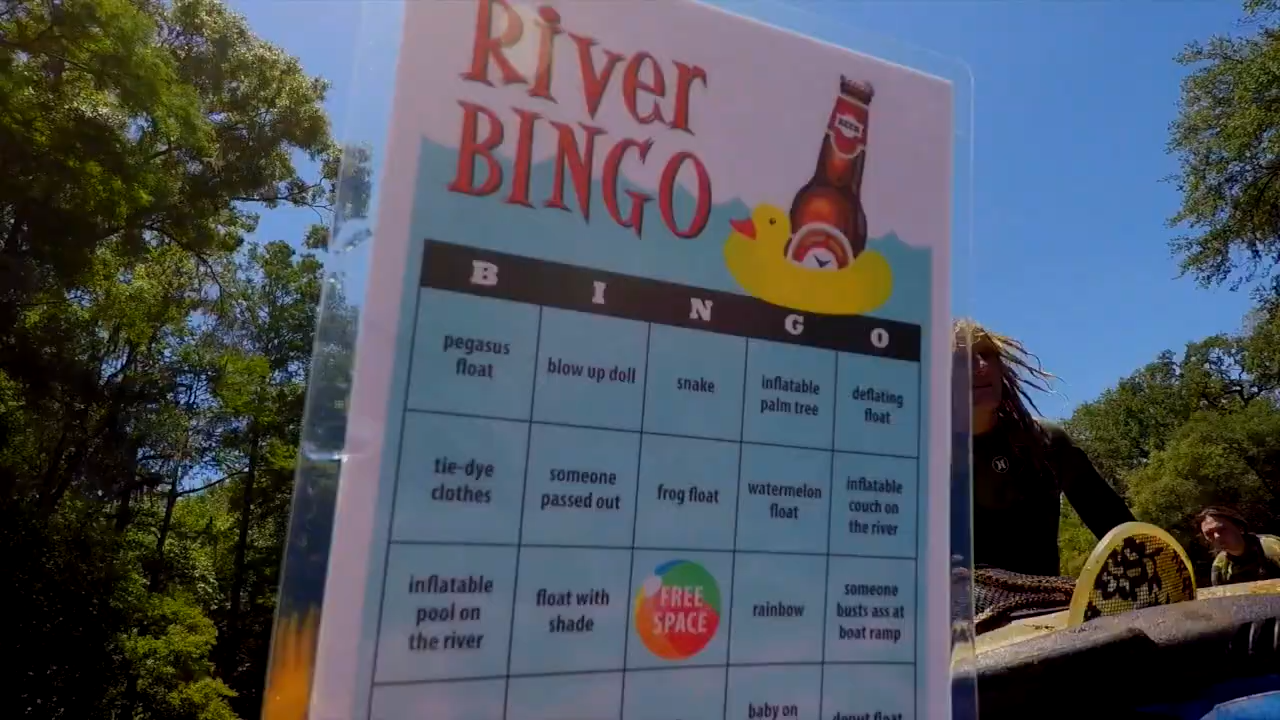 River
BINGO
BEER
B I N G O
pegasus
float
blow up doll
snake
inflatable
palm tree
deflating
float
tie-dye
clothes
someone
passed out
frog float
watermelon
float
inflatable
couch on
the river
inflatable
pool on
the river
float with
shade
FREE
SPACE
rainbow
someone
busts ass at
boat ramp
baby on
donut float